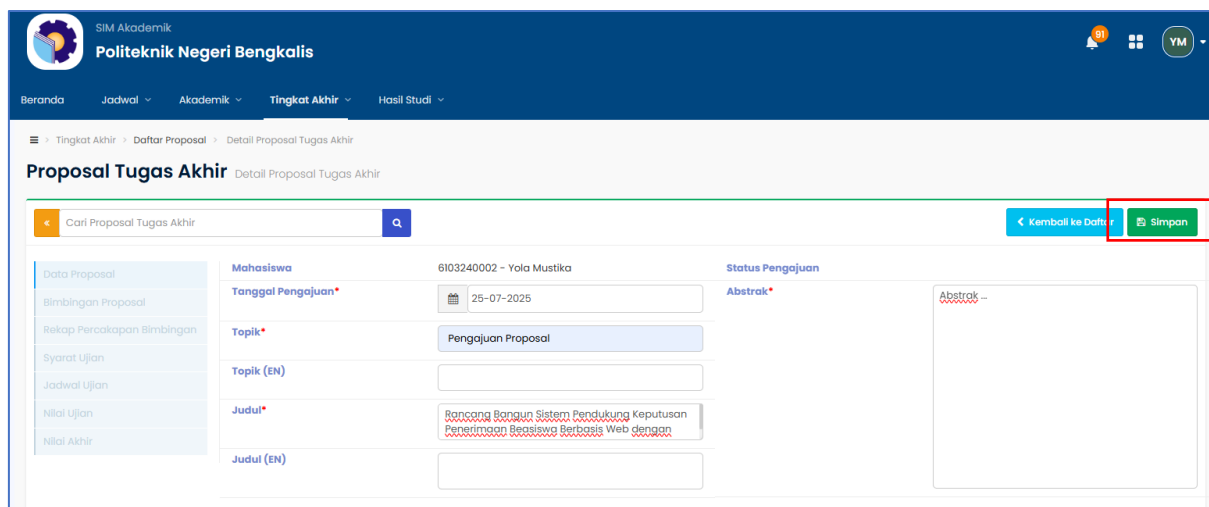 SIM Akademik
Politeknik Negeri Bengkalis
91
YM
Beranda Jadwal Akademik Tingkat Akhir Hasil Studi
Tingkat Akhir > Daftar Proposal > Detail Proposal Tugas Akhir
Proposal Tugas Akhir Detail Proposal Tugas Akhir
Cari Proposal Tugas Akhir
Kembali ke Daftar Simpan
Data Proposal
Bimbingan Proposal
Rekap Percakapan Bimbingan
Syarat Ujian
Jadwal Ujian
Nilai Ujian
Nilai Akhir
Mahasiswa 6103240002 - Yola Mustika
Tanggal Pengajuan* 25-07-2025
Topik* Pengajuan Proposal
Topik (EN)
Judul* Rancang Bangun Sistem Pendukung Keputusan
Penerimaan Beasiswa Berbasis Web dengan
Judul (EN)
Status Pengajuan
Abstrak* Abstrak ...